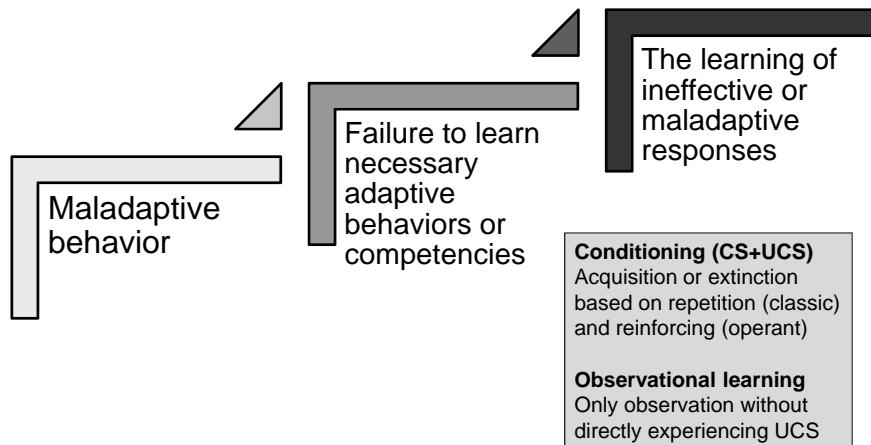 Maladaptive
behavior
Failure to learn
necessary
adaptive
behaviors or
competencies
The learning of
ineffective or
maladaptive
responses
Conditioning (CS+UCS)
Acquisition or extinction
based on repetition (classic)
and reinforcing (operant)
Observational learning
Only observation without
directly experiencing UCS